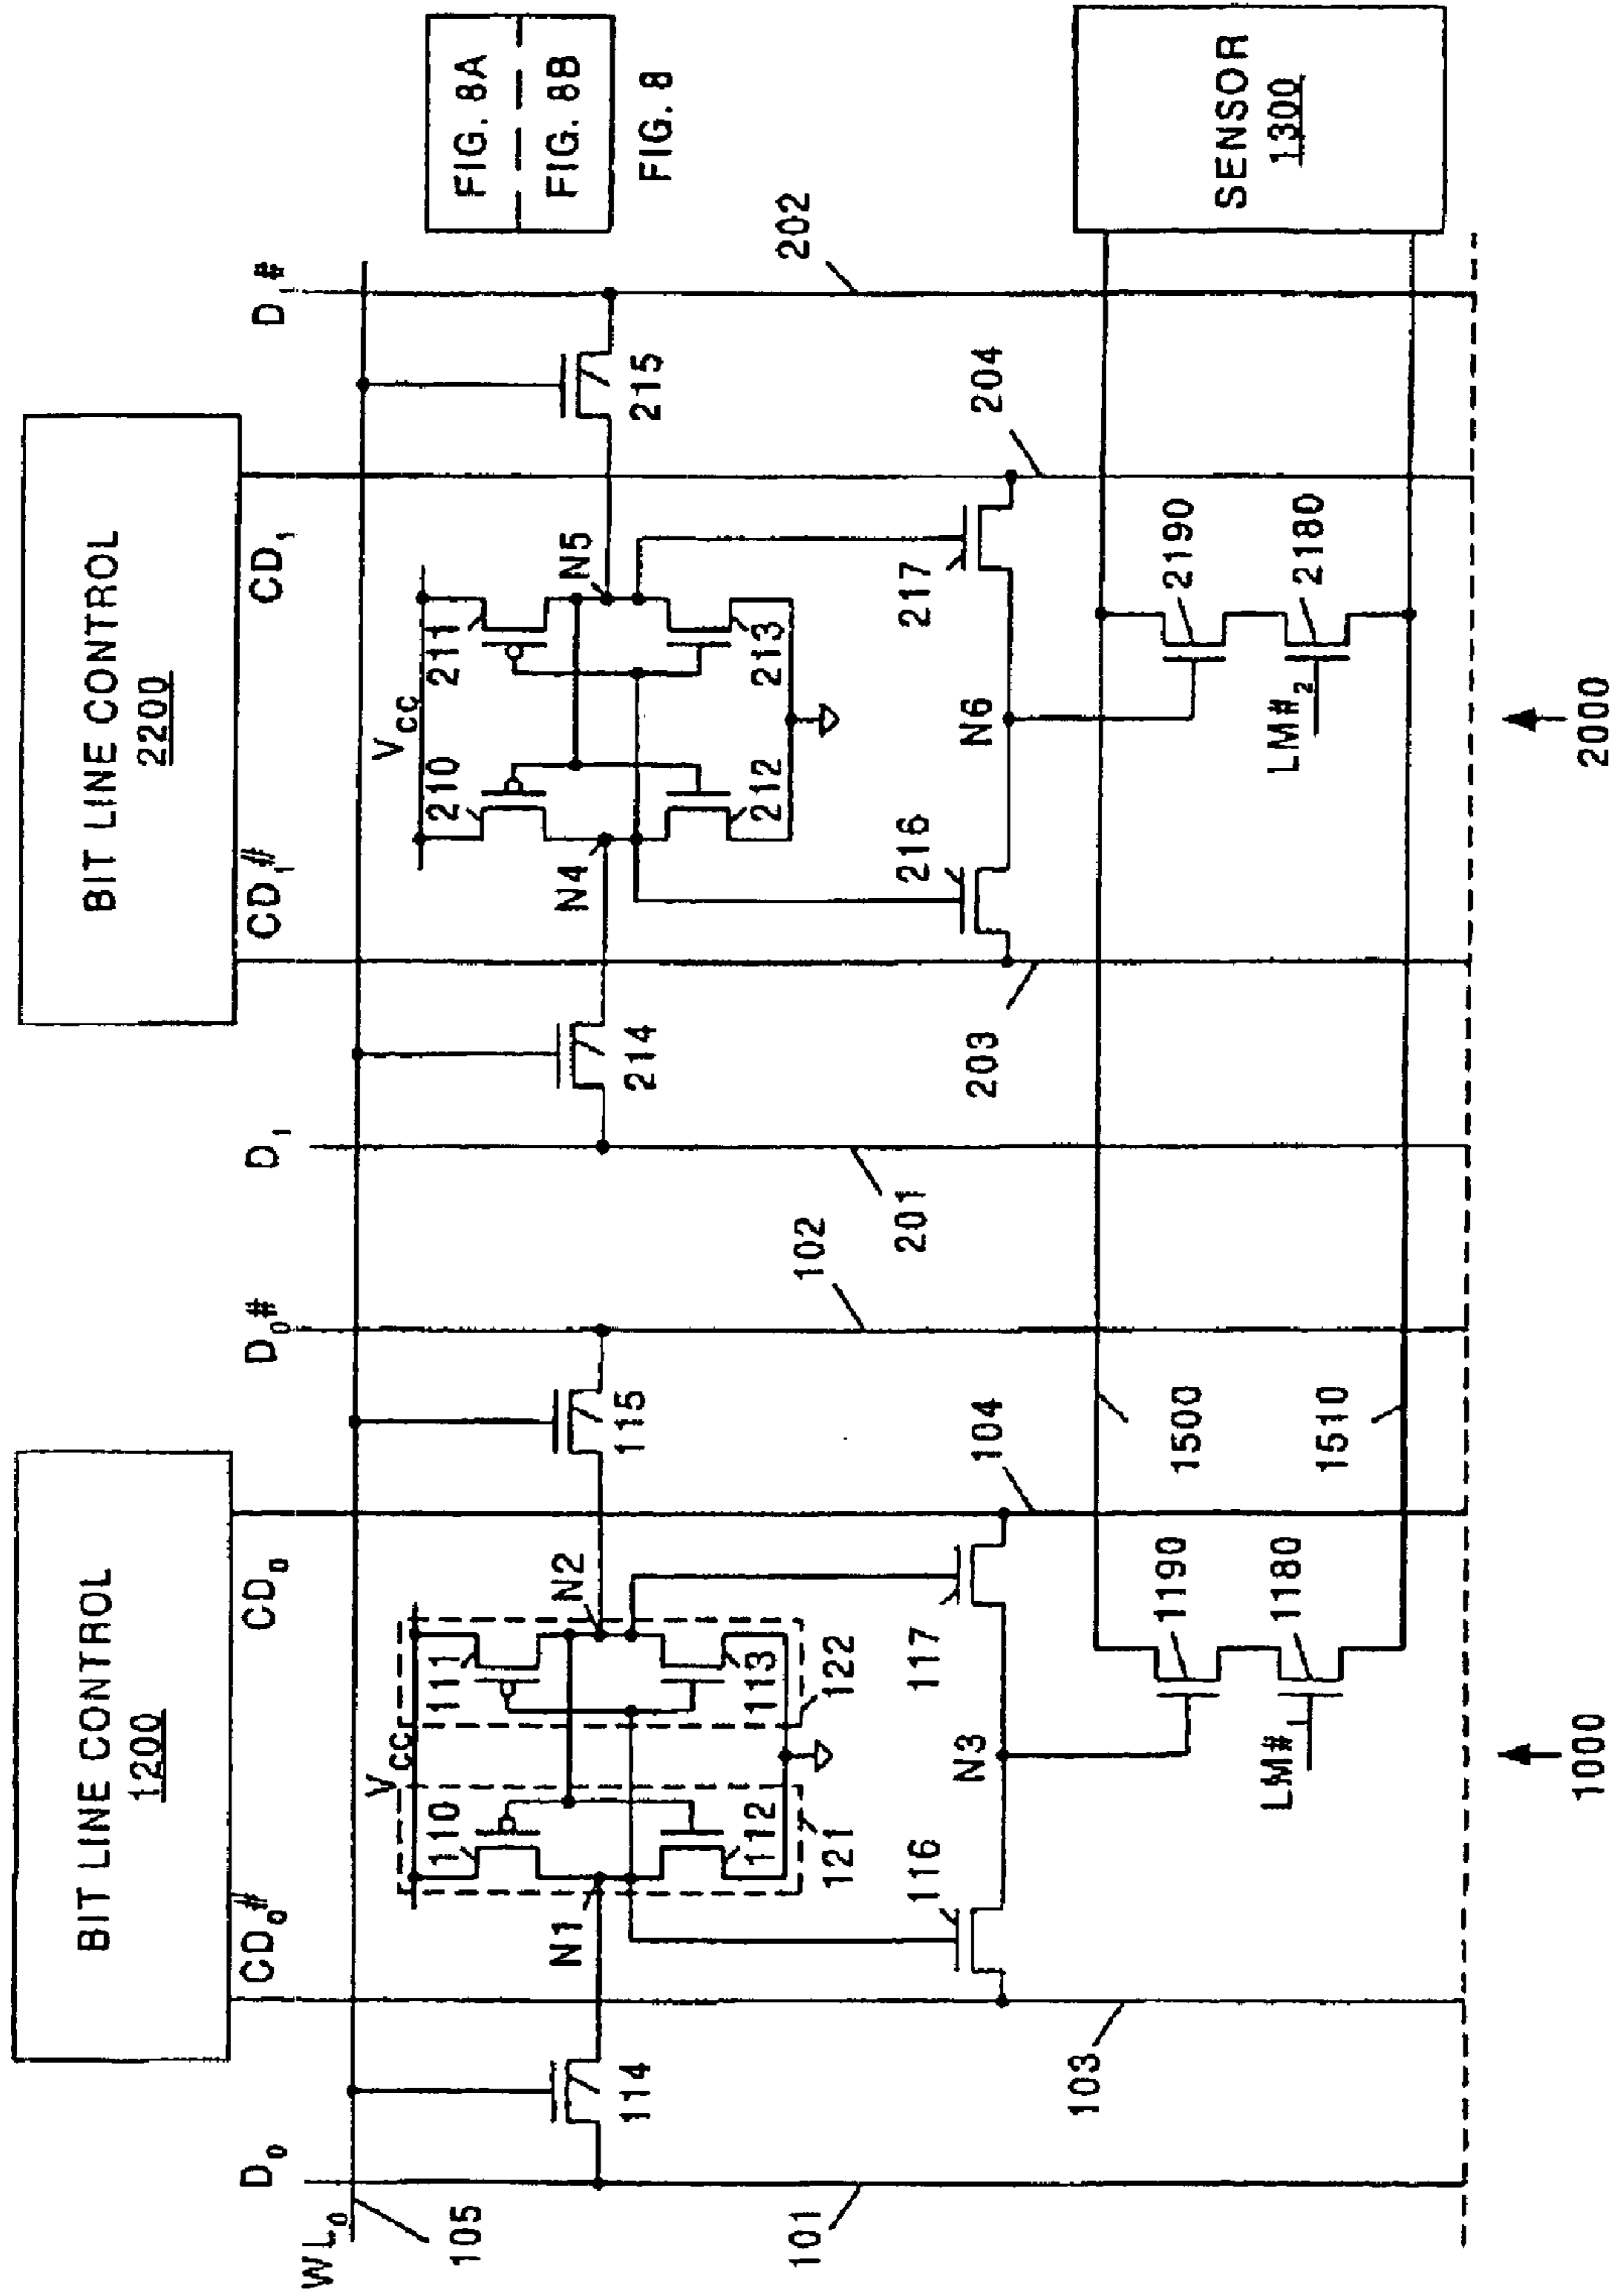 BIT LINE CONTROL
1200
BIT LINE CONTROL
2200
WL0
D0
CD0#
CD0
D0#
D1
CD1#
CD1
D1#
105
FIG. 8A
FIG. 8B
FIG. 8
VCC
110
111
112
113
121
122
N1
N2
114
115
VCC
210
211
212
213
N4
N5
214
215
101
103
116
N3
117
104
102
201
203
216
N6
217
204
202
LM#1
1190
1180
1500
1510
LM#2
2190
2180
SENSOR
1300
1000
2000